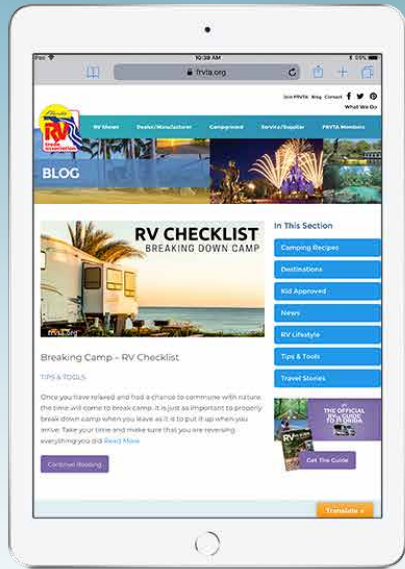 iPad
10:39 AM
99%
frvta.org
Join FRVTA Blog Contact
What We Do
Florida
RV
trade
association
RV Shows Dealer/Manufacturer Campground Service/Supplier FRVTA Members
BLOG
RV CHECKLIST
BREAKING DOWN CAMP
frvta.org
In This Section
Camping Recipes
Destinations
Kid Approved
News
RV Lifestyle
Tips & Tools
Travel Stories
Breaking Camp – RV Checklist
TIPS & TOOLS
Once you have relaxed and had a chance to commune with nature,
the time will come to break camp. It is just as important to properly
break down camp when you leave as it is to put it up when you
arrive. Take your time and make sure that you are reversing
everything you did Read More
Continue Reading
THE OFFICIAL
RV GUIDE
TO FLORIDA
RV
Get The Guide
Translate »